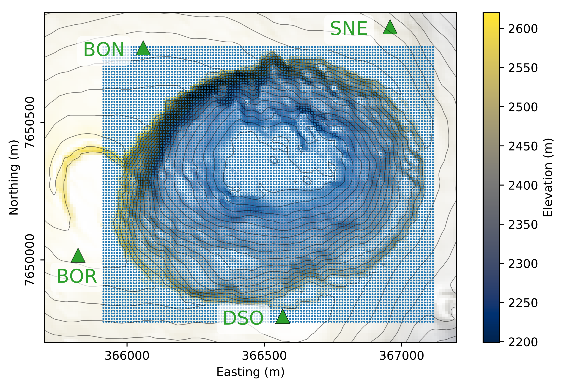 SNE
BON
BOR
DSO
7650500
7650000
Northing (m)
366000
366500
367000
Easting (m)
2600
2550
2500
2450
2400
2350
2300
2250
2200
Elevation (m)